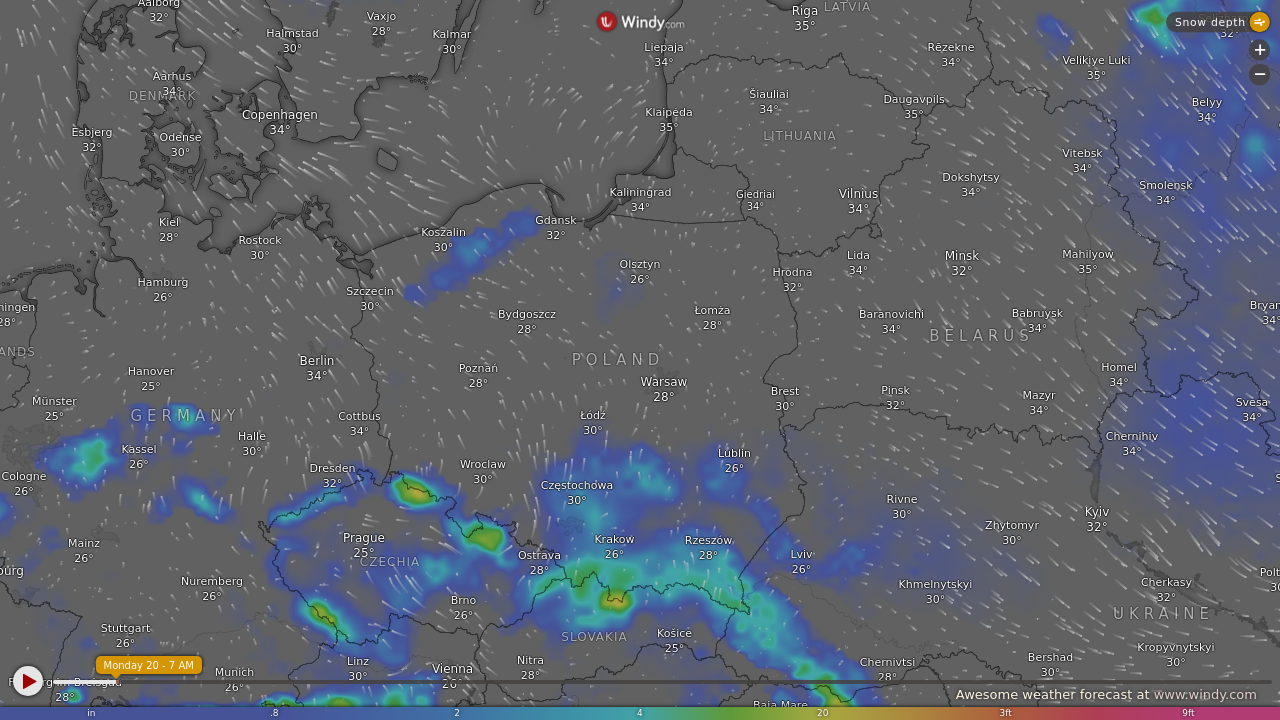 Aalborg
32°
Vaxjo
28°
Halmstad
30°
Kalmar
30°
Windy.com
Riga
35°
LATVIA
Snow depth
32°
Liepaja
34°
Rēzekne
34°
Velikiye Luki
35°
+
−
Aarhus
34°
DENMARK
Šiauliai
34°
Daugavpils
35°
Belyy
34°
Copenhagen
34°
Klaipėda
35°
LITHUANIA
Esbjerg
32°
Odense
30°
Vitebsk
34°
Dokshytsy
34°
Smolensk
34°
Kaliningrad
34°
Giedriai
34°
Vilnius
34°
Kiel
28°
Rostock
30°
Koszalin
30°
Gdansk
32°
Olsztyn
26°
Hrodna
32°
Lida
34°
Minsk
32°
Mahilyow
35°
Hamburg
26°
Szczecin
30°
ningen
28°
Bydgoszcz
28°
Łomża
28°
Baranovichi
34°
Babruysk
34°
Bryan
34°
BELARUS
ANDS
POLAND
Berlin
34°
Hanover
25°
Poznań
28°
Warsaw
28°
Brest
30°
Pinsk
32°
Homel
34°
Mazyr
34°
Münster
25°
GERMANY
Cottbus
34°
Łódź
30°
Svesa
34°
Halle
30°
Kassel
26°
Chernihiv
34°
Lublin
26°
Cologne
26°
Dresden
32°
Wroclaw
30°
Częstochowa
30°
Rivne
30°
Kyiv
32°
Zhytomyr
30°
Mainz
26°
Prague
25°
CZECHIA
Krakow
26°
Rzeszów
28°
Ostrava
28°
Lviv
26°
Nuremberg
26°
Khmelnytskyi
30°
Cherkasy
32°
Polt
30
Brno
26°
UKRAINE
Stuttgart
26°
SLOVAKIA
Košice
25°
Kropyvnytskyi
30°
Monday 20 - 7 AM
Munich
26°
Linz
30°
Vienna
26°
Nitra
28°
Chernivtsi
28°
Bershad
30°
28°
Awesome weather forecast at www.windy.com
Baia Mare
in
.8
2
4
20
3ft
9ft